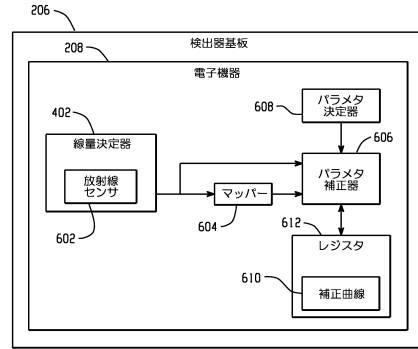 206
検出器基板
208
電子機器
402
線量決定器
放射線
センサ
602
マッパー
604
608
パラメタ
決定器
606
パラメタ
補正器
612
レジスタ
610
補正曲線